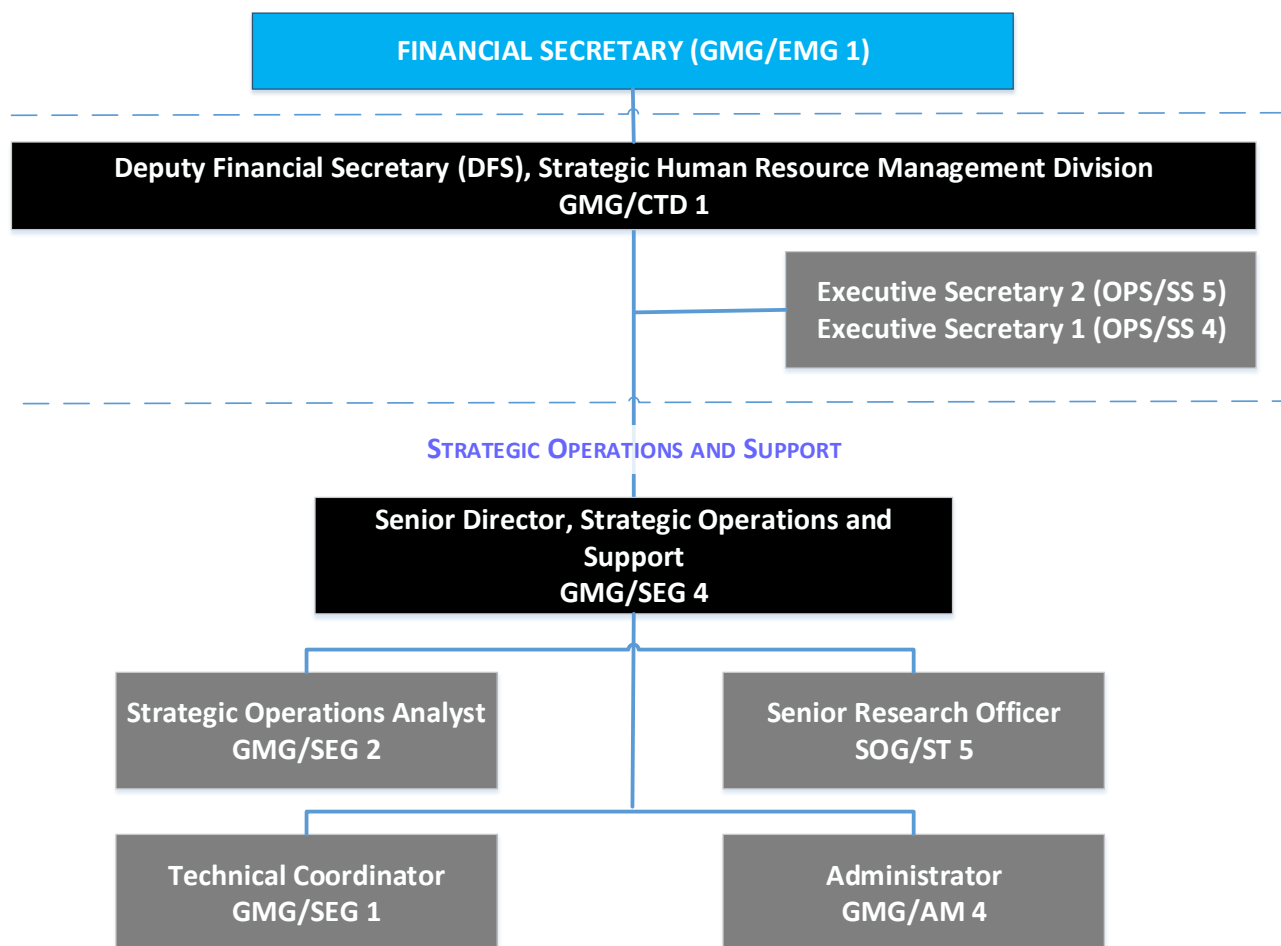 FINANCIAL SECRETARY (GMG/EMG 1)
Deputy Financial Secretary (DFS), Strategic Human Resource Management Division
GMG/CTD 1
Executive Secretary 2 (OPS/SS 5)
Executive Secretary 1 (OPS/SS 4)
STRATEGIC OPERATIONS AND SUPPORT
Senior Director, Strategic Operations and
Support
GMG/SEG 4
Strategic Operations Analyst
GMG/SEG 2
Senior Research Officer
SOG/ST 5
Technical Coordinator
GMG/SEG 1
Administrator
GMG/AM 4